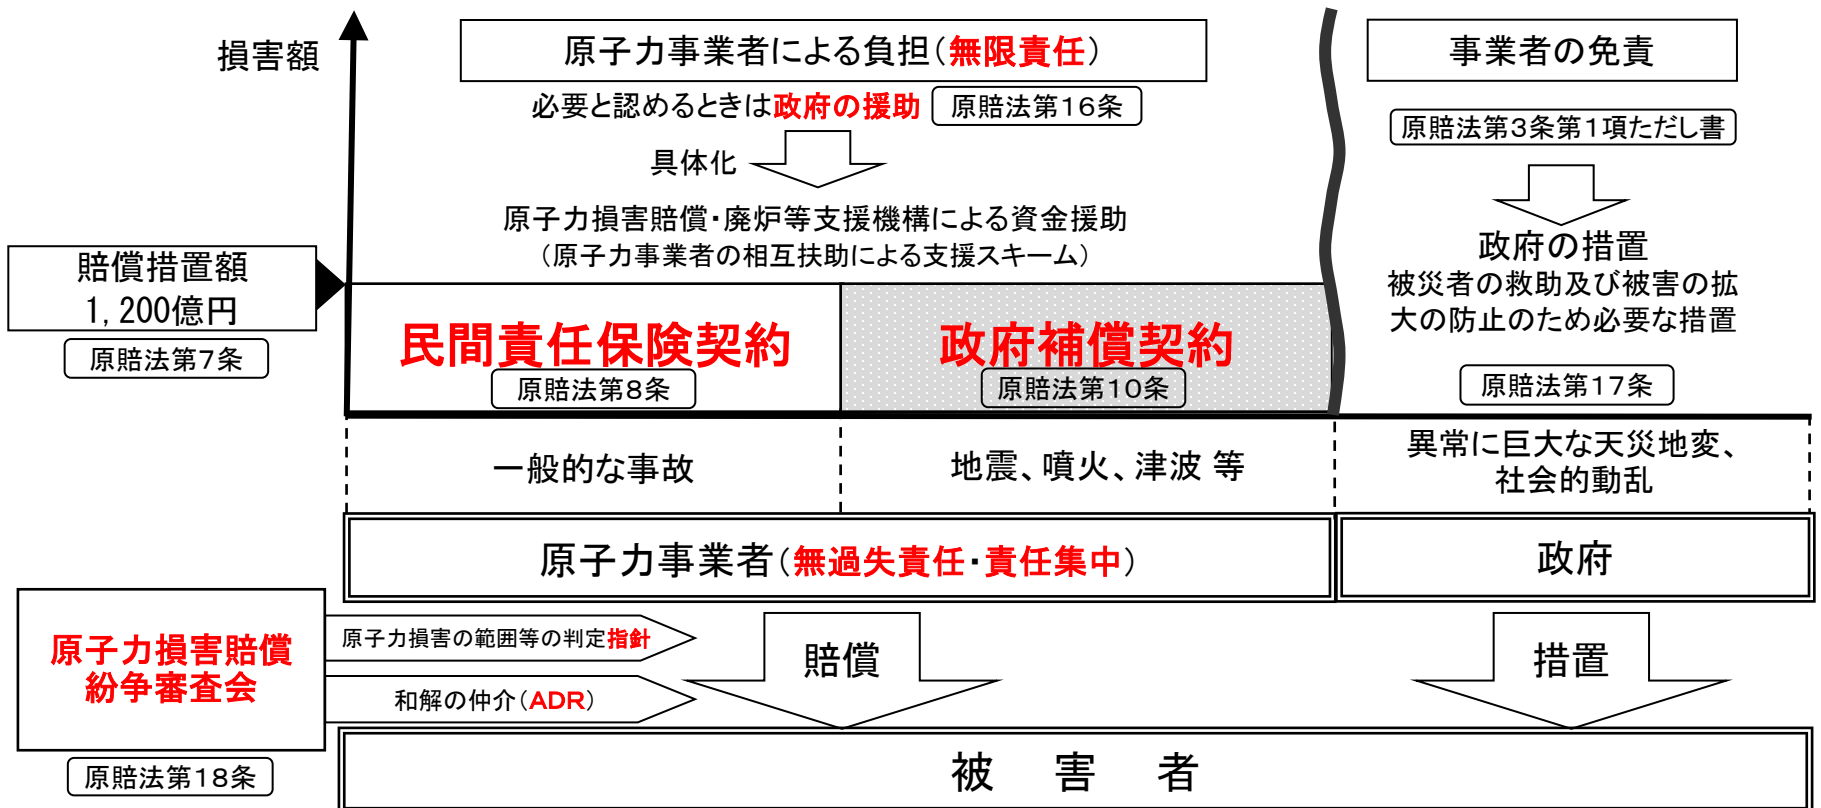 損害額
原子力事業者による負担(無限責任)
必要と認めるときは政府の援助
原賠法第16条
具体化
原子力損害賠償・廃炉等支援機構による資金援助
(原子力事業者の相互扶助による支援スキーム)
事業者の免責
原賠法第3条第1項ただし書
政府の措置
被災者の救助及び被害の拡
大の防止のため必要な措置
原賠法第17条
賠償措置額
1,200億円
原賠法第7条
民間責任保険契約
原賠法第8条
政府補償契約
原賠法第10条
一般的な事故
地震、噴火、津波 等
異常に巨大な天災地変、
社会的動乱
原子力事業者(無過失責任・責任集中)
政府
原子力損害賠償
紛争審査会
原賠法第18条
原子力損害の範囲等の判定指針
和解の仲介(ADR)
賠償
措置
被害者